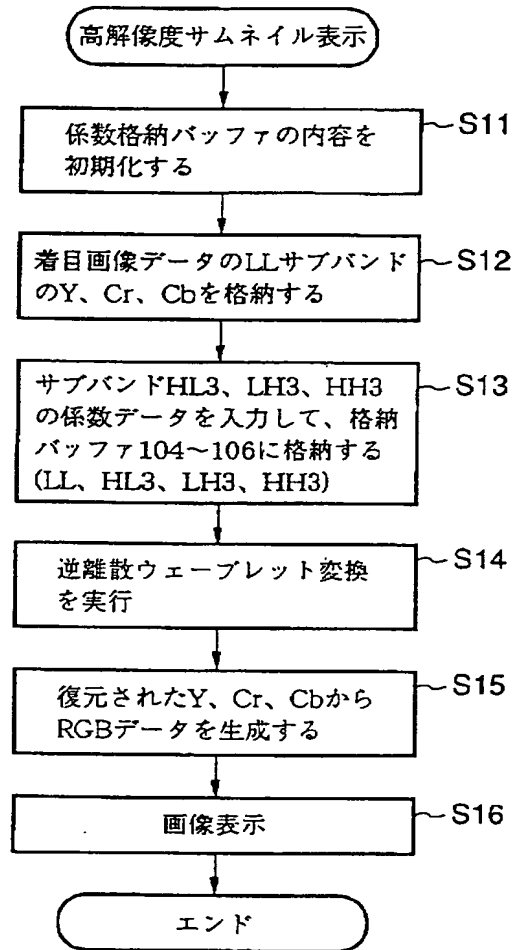 高解像度サムネイル表示
係数格納バッファの内容を
初期化する
S11
着目画像データのLLサブバンド
のY、Cr、Cbを格納する
S12
サブバンドHL3、LH3、HH3
の係数データを入力して、格納
バッファ104～106に格納する
(LL、HL3、LH3、HH3)
S13
逆離散ウェーブレット変換
を実行
S14
復元されたY、Cr、Cbから
RGBデータを生成する
S15
画像表示
S16
エンド